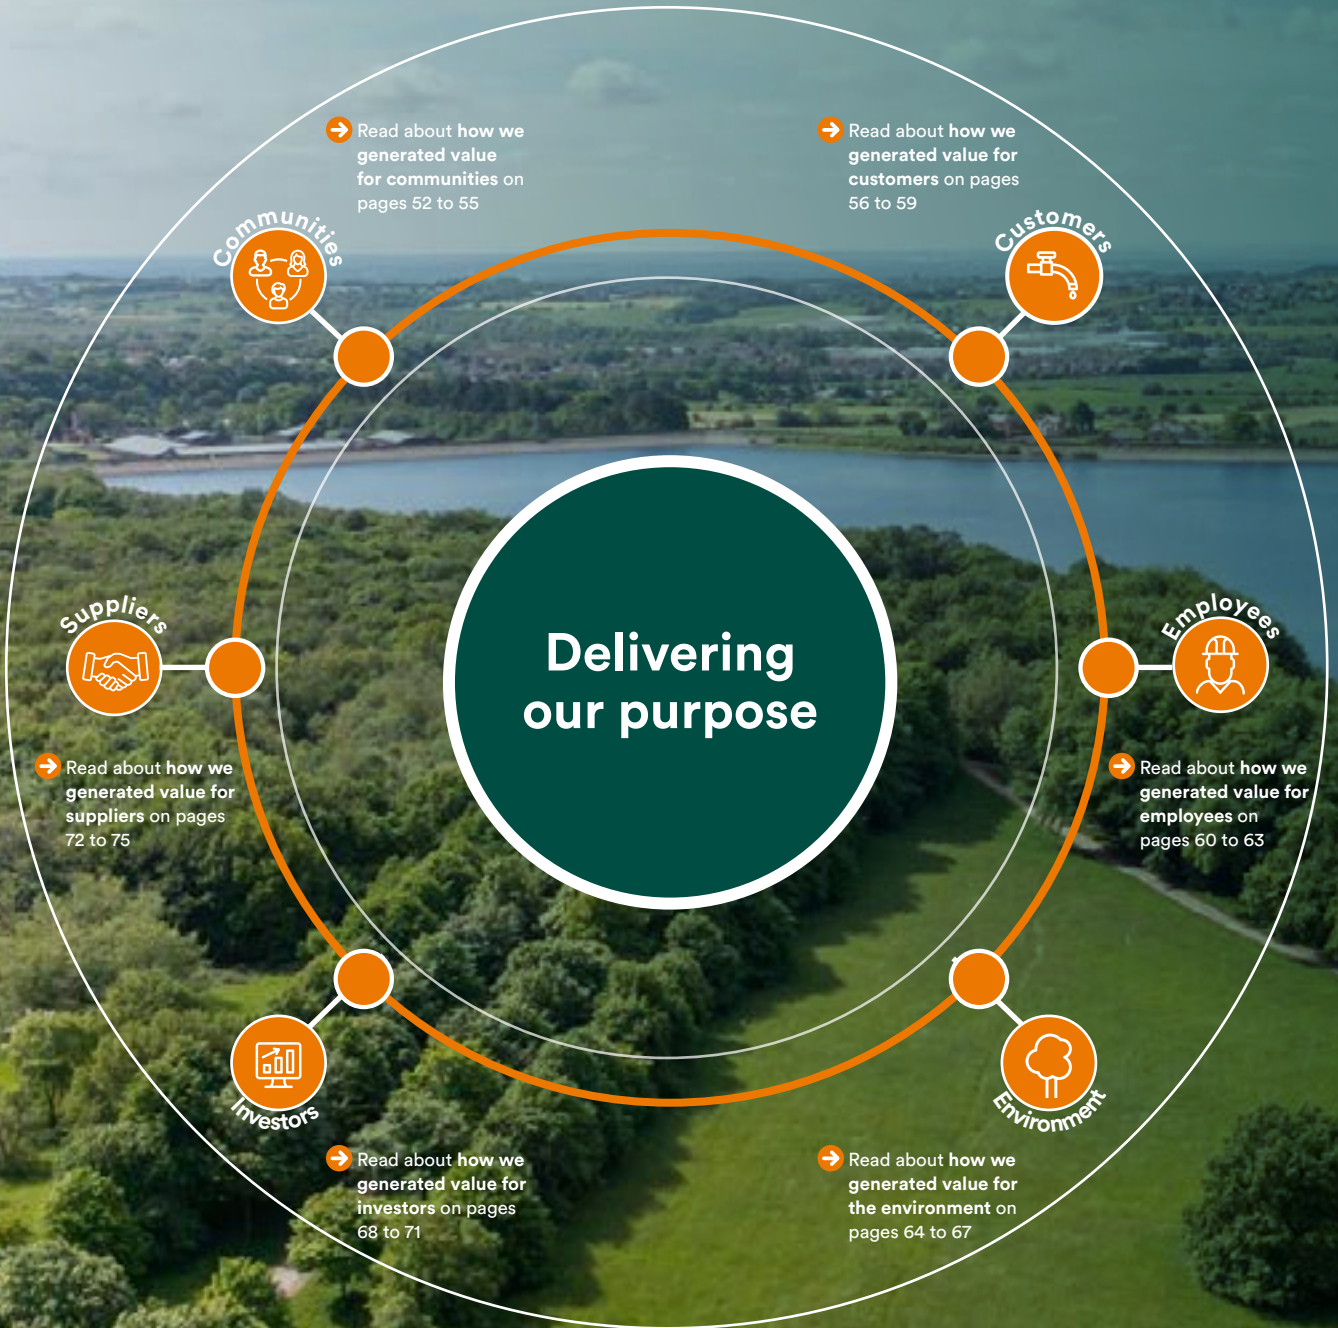 Read about how we
generated value
for communities on
pages 52 to 55
Communities
Read about how we
generated value for
customers on pages
56 to 59
Customers
Suppliers
Read about how we
generated value for
suppliers on pages
72 to 75
Delivering
our purpose
Employees
Read about how we
generated value for
employees on
pages 60 to 63
Investors
Read about how we
generated value for
investors on pages
68 to 71
Environment
Read about how we
generated value for
the environment on
pages 64 to 67